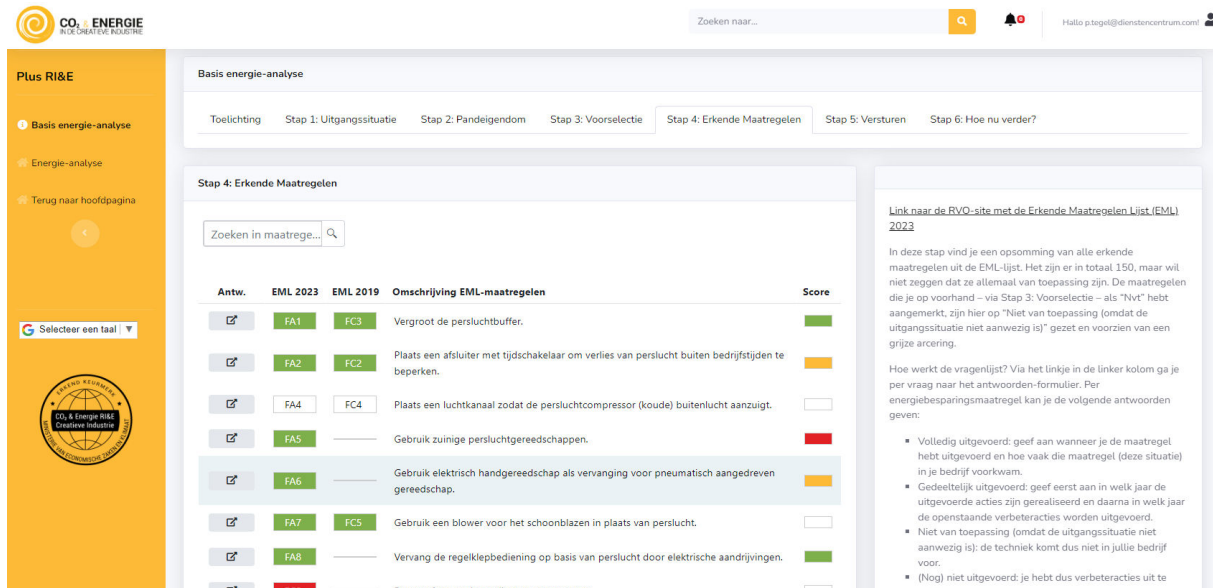 CO₂ & ENERGIE
IN DE CREATIEVE INDUSTRIE
Zoeken naar...
0
Hallo p.tegel@dienstencentrum.com!
Plus RI&E
Basis energie-analyse
Energie-analyse
Terug naar hoofdpagina
Selecteer een taal ▼
ERKEND KEURMERK
CO₂ & Energie RI&E
Creatieve Industrie
MINISTERIE VAN ECONOMISCHE ZAKEN EN KLIMAAT
Basis energie-analyse
Toelichting Stap 1: Uitgangssituatie Stap 2: Pandeigendom Stap 3: Voorselectie Stap 4: Erkende Maatregelen Stap 5: Versturen Stap 6: Hoe nu verder?
Stap 4: Erkende Maatregelen
Zoeken in maatrege...
Antw. EML 2023 EML 2019 Omschrijving EML-maatregelen Score
FA1 FC3 Vergroot de persluchtbuffer.
FA2 FC2 Plaats een afsluiter met tijdschakelaar om verlies van perslucht buiten bedrijfstijden te
beperken.
FA4 FC4 Plaats een luchtkanaal zodat de persluchtcompressor (koude) buitenlucht aanzuigt.
FA5 Gebruik zuinige persluchtgereedschappen.
FA6 Gebruik elektrisch handgereedschap als vervanging voor pneumatisch aangedreven
gereedschap.
FA7 FC5 Gebruik een blower voor het schoonblazen in plaats van perslucht.
FA8 Vervang de regelklepbediening op basis van perslucht door elektrische aandrijvingen.
Link naar de RVO-site met de Erkende Maatregelen Lijst (EML)
2023
In deze stap vind je een opsomming van alle erkende
maatregelen uit de EML-lijst. Het zijn er in totaal 150, maar wil
niet zeggen dat ze allemaal van toepassing zijn. De maatregelen
die je op voorhand – via Stap 3: Voorselectie – als “Nvt” hebt
aangemerkt, zijn hier op “Niet van toepassing (omdat de
uitgangssituatie niet aanwezig is)” gezet en voorzien van een
grijze arcering.
Hoe werkt de vragenlijst? Via het linkje in de linker kolom ga je
per vraag naar het antwoorden-formulier. Per
energiebesparingsmaatregel kan je de volgende antwoorden
geven:
Volledig uitgevoerd: geef aan wanneer je de maatregel
hebt uitgevoerd en hoe vaak die maatregel (deze situatie)
in je bedrijf voorkwam.
Gedeeltelijk uitgevoerd: geef eerst aan in welk jaar de
uitgevoerde acties zijn gerealiseerd en daarna in welk jaar
de openstaande verbeteracties worden uitgevoerd.
Niet van toepassing (omdat de uitgangssituatie niet
aanwezig is): de techniek komt dus niet in jullie bedrijf
voor.
(Nog) niet uitgevoerd: je hebt dus verbeteracties uit te